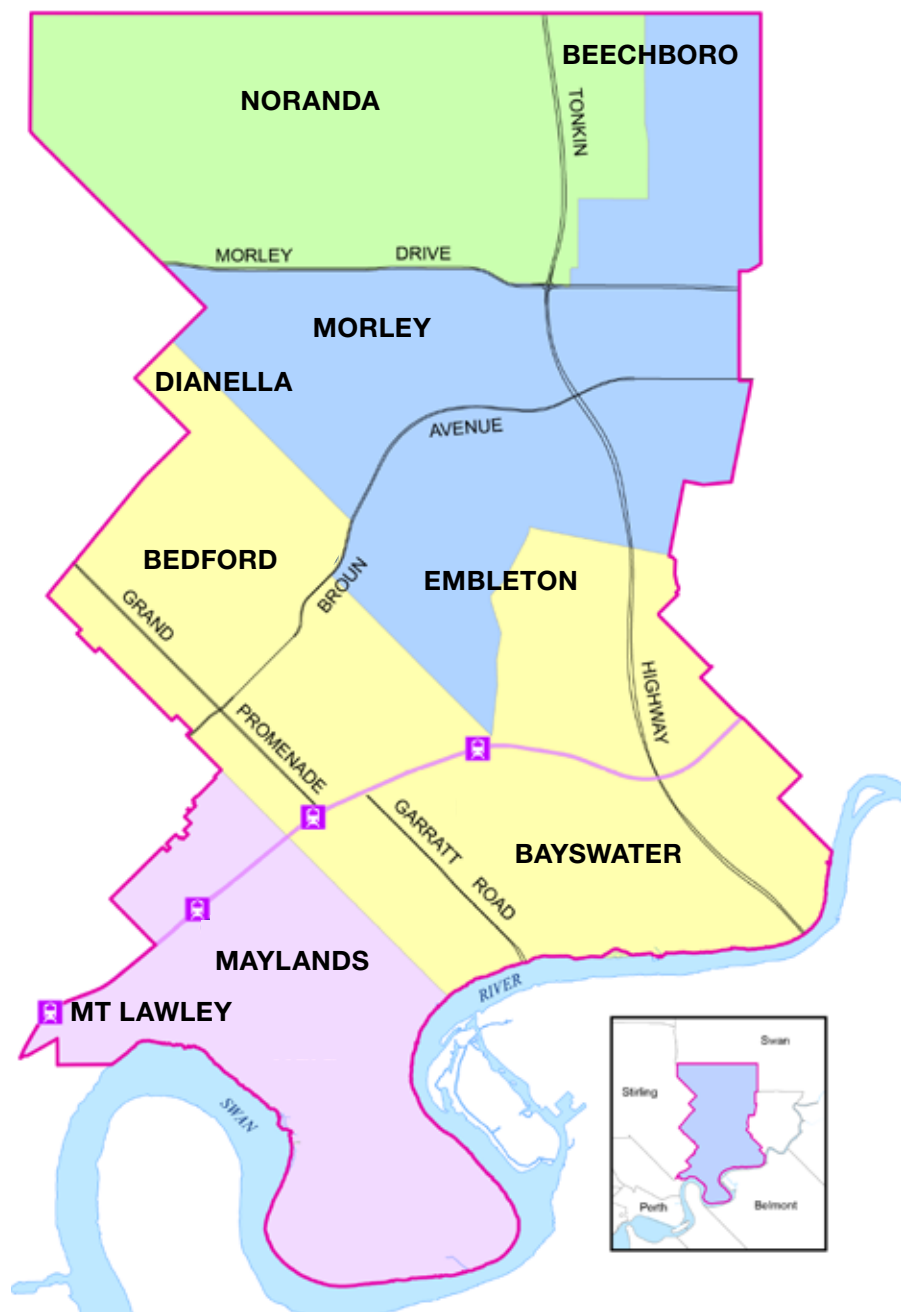 BEECHBORO
NORANDA
TONKIN
MORLEY DRIVE
MORLEY
DIANELLA
AVENUE
BEDFORD
EMBLETON
BROUN
GRAND
HIGHWAY
PROMENADE
GARRATT
BAYSWATER
ROAD
MAYLANDS
RIVER
MT LAWLEY
SWAN
Swan
Stirling
Perth
Belmont